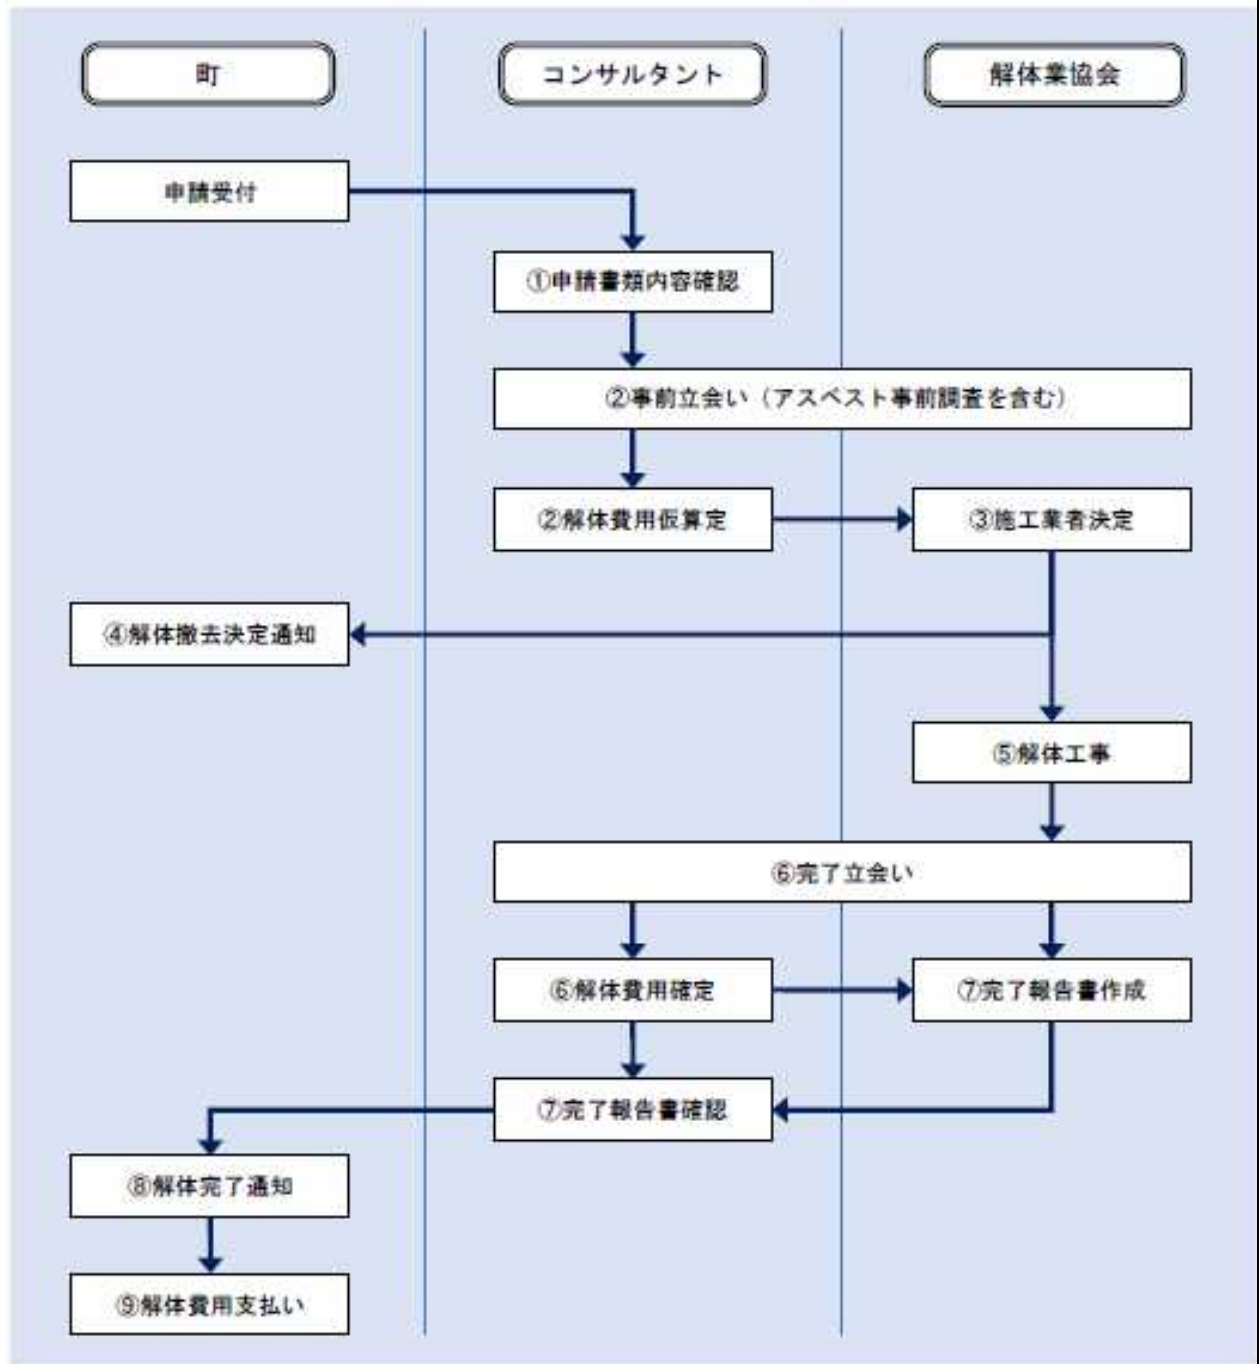 町
コンサルタント
解体業協会
申請受付
①申請書類内容確認
②事前立会い（アスベスト事前調査を含む）
②解体費用仮算定
③施工業者決定
④解体撤去決定通知
⑤解体工事
⑥完了立会い
⑥解体費用確定
⑦完了報告書作成
⑦完了報告書確認
⑧解体完了通知
⑨解体費用支払い